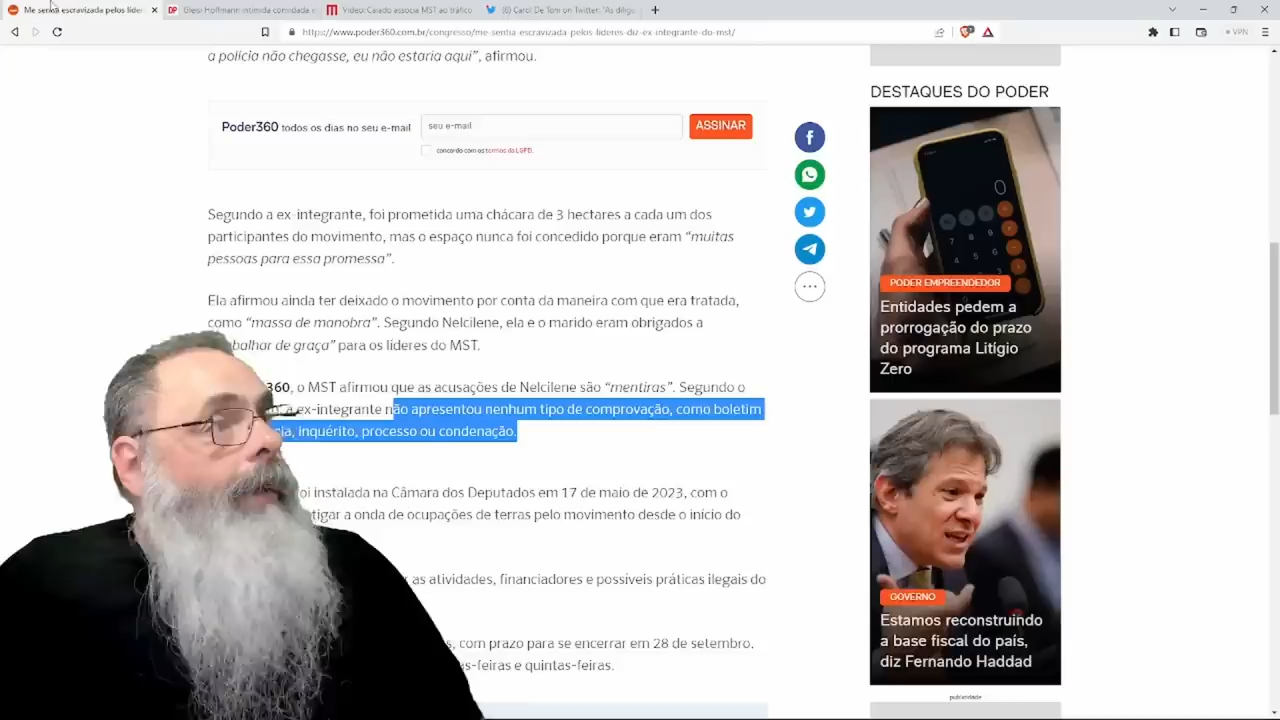 Me sentia escravizada pelos líder
Gleisi Hoffmann intimida convidada e
Vídeo: Caiado associa MST ao tráfico
(6) Carol De Toni on Twitter: "As dilig
https://www.poder360.com.br/congresso/me-sentia-escravizada-pelos-lideres-diz-ex-integrante-do-mst/
VPN
a polícia não chegasse, eu não estaria aqui”, afirmou.
Poder360 todos os dias no seu e-mail
seu e-mail
ASSINAR
concordo com os termos da LGPD.
Segundo a ex-integrante, foi prometida uma chácara de 3 hectares a cada um dos
participantes do movimento, mas o espaço nunca foi concedido porque eram “muitas
pessoas para essa promessa”.
Ela afirmou ainda ter deixado o movimento por conta da maneira com que era tratada,
como “massa de manobra”. Segundo Nelcilene, ela e o marido eram obrigados a
balhar de graça” para os líderes do MST.
360, o MST afirmou que as acusações de Nelcilene são “mentiras”. Segundo o
a ex-integrante não apresentou nenhum tipo de comprovação, como boletim
ia, inquérito, processo ou condenação.
oi instalada na Câmara dos Deputados em 17 de maio de 2023, com o
tigar a onda de ocupações de terras pelo movimento desde o início do
r as atividades, financiadores e possíveis práticas ilegais do
s, com prazo para se encerrar em 28 de setembro.
s-feiras e quintas-feiras.
DESTAQUES DO PODER
PODER EMPREENDEDOR
Entidades pedem a
prorrogação do prazo
do programa Litígio
Zero
GOVERNO
Estamos reconstruindo
a base fiscal do país,
diz Fernando Haddad
publicidade